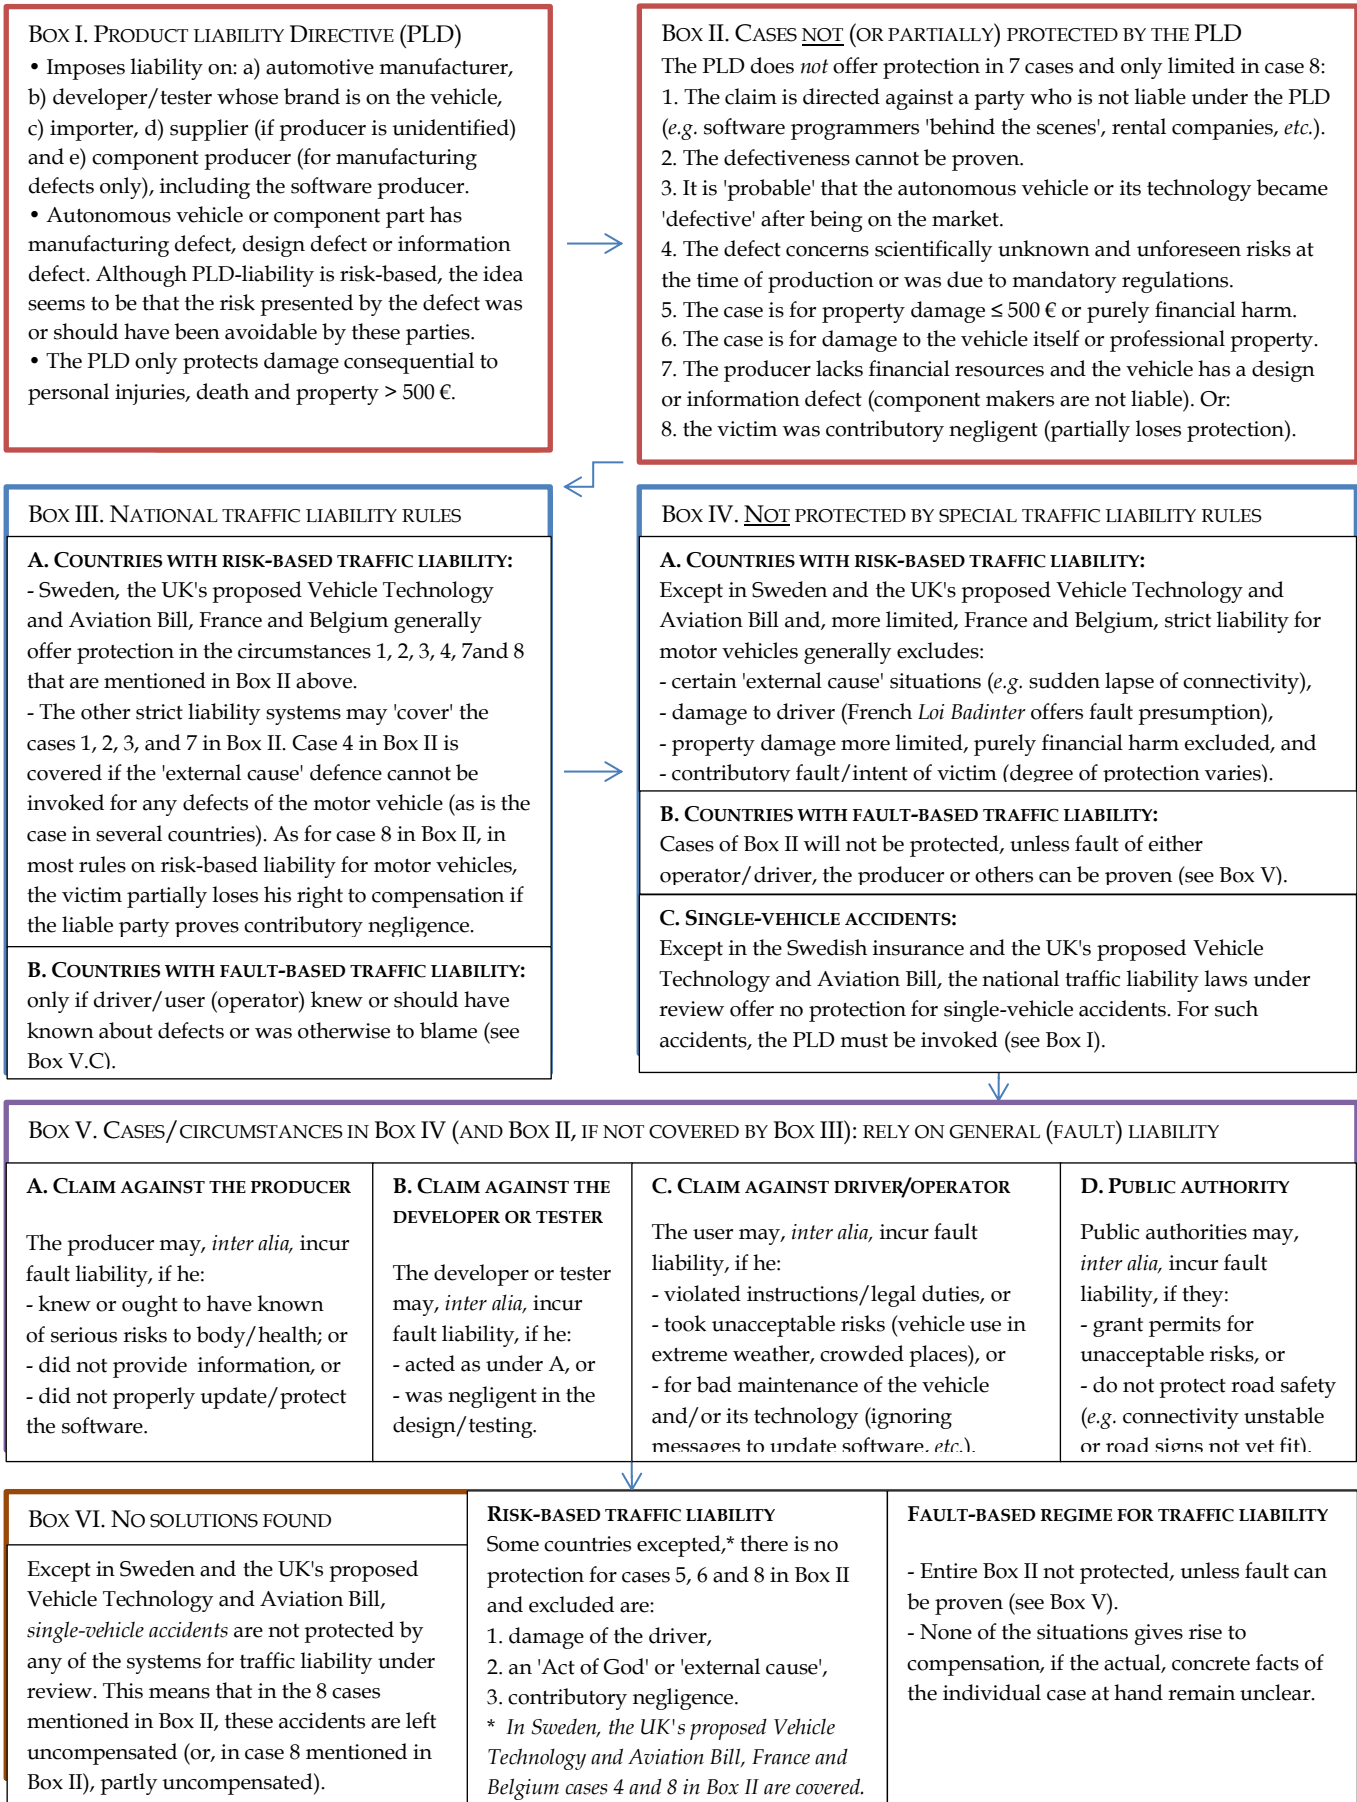 BOX I. PRODUCT LIABILITY DIRECTIVE (PLD)
• Imposes liability on: a) automotive manufacturer,
b) developer/tester whose brand is on the vehicle,
c) importer, d) supplier (if producer is unidentified)
and e) component producer (for manufacturing
defects only), including the software producer.
• Autonomous vehicle or component part has
manufacturing defect, design defect or information
defect. Although PLD-liability is risk-based, the idea
seems to be that the risk presented by the defect was
or should have been avoidable by these parties.
• The PLD only protects damage consequential to
personal injuries, death and property > 500 €.
BOX II. CASES NOT (OR PARTIALLY) PROTECTED BY THE PLD
The PLD does not offer protection in 7 cases and only limited in case 8:
1. The claim is directed against a party who is not liable under the PLD
(e.g. software programmers 'behind the scenes', rental companies, etc.).
2. The defectiveness cannot be proven.
3. It is 'probable' that the autonomous vehicle or its technology became
'defective' after being on the market.
4. The defect concerns scientifically unknown and unforeseen risks at
the time of production or was due to mandatory regulations.
5. The case is for property damage ≤ 500 € or purely financial harm.
6. The case is for damage to the vehicle itself or professional property.
7. The producer lacks financial resources and the vehicle has a design
or information defect (component makers are not liable). Or:
8. the victim was contributory negligent (partially loses protection).
BOX III. NATIONAL TRAFFIC LIABILITY RULES
A. COUNTRIES WITH RISK-BASED TRAFFIC LIABILITY:
- Sweden, the UK's proposed Vehicle Technology
and Aviation Bill, France and Belgium generally
offer protection in the circumstances 1, 2, 3, 4, 7and 8
that are mentioned in Box II above.
- The other strict liability systems may 'cover' the
cases 1, 2, 3, and 7 in Box II. Case 4 in Box II is
covered if the 'external cause' defence cannot be
invoked for any defects of the motor vehicle (as is the
case in several countries). As for case 8 in Box II, in
most rules on risk-based liability for motor vehicles,
the victim partially loses his right to compensation if
the liable party proves contributory negligence.
B. COUNTRIES WITH FAULT-BASED TRAFFIC LIABILITY:
only if driver/user (operator) knew or should have
known about defects or was otherwise to blame (see
Box V.C).
BOX IV. NOT PROTECTED BY SPECIAL TRAFFIC LIABILITY RULES
A. COUNTRIES WITH RISK-BASED TRAFFIC LIABILITY:
Except in Sweden and the UK's proposed Vehicle Technology and
Aviation Bill and, more limited, France and Belgium, strict liability for
motor vehicles generally excludes:
- certain 'external cause' situations (e.g. sudden lapse of connectivity),
- damage to driver (French Loi Badinter offers fault presumption),
- property damage more limited, purely financial harm excluded, and
- contributory fault/intent of victim (degree of protection varies).
B. COUNTRIES WITH FAULT-BASED TRAFFIC LIABILITY:
Cases of Box II will not be protected, unless fault of either
operator/driver, the producer or others can be proven (see Box V).
C. SINGLE-VEHICLE ACCIDENTS:
Except in the Swedish insurance and the UK's proposed Vehicle
Technology and Aviation Bill, the national traffic liability laws under
review offer no protection for single-vehicle accidents. For such
accidents, the PLD must be invoked (see Box I).
BOX V. CASES/CIRCUMSTANCES IN BOX IV (AND BOX II, IF NOT COVERED BY BOX III): RELY ON GENERAL (FAULT) LIABILITY
A. CLAIM AGAINST THE PRODUCER
The producer may, inter alia, incur
fault liability, if he:
- knew or ought to have known
of serious risks to body/health; or
- did not provide information, or
- did not properly update/protect
the software.
B. CLAIM AGAINST THE
DEVELOPER OR TESTER
The developer or tester
may, inter alia, incur
fault liability, if he:
- acted as under A, or
- was negligent in the
design/testing.
C. CLAIM AGAINST DRIVER/OPERATOR
The user may, inter alia, incur fault
liability, if he:
- violated instructions/legal duties, or
- took unacceptable risks (vehicle use in
extreme weather, crowded places), or
- for bad maintenance of the vehicle
and/or its technology (ignoring
messages to update software, etc.).
D. PUBLIC AUTHORITY
Public authorities may,
inter alia, incur fault
liability, if they:
- grant permits for
unacceptable risks, or
- do not protect road safety
(e.g. connectivity unstable
or road signs not yet fit).
BOX VI. NO SOLUTIONS FOUND
Except in Sweden and the UK's proposed
Vehicle Technology and Aviation Bill,
single-vehicle accidents are not protected by
any of the systems for traffic liability under
review. This means that in the 8 cases
mentioned in Box II, these accidents are left
uncompensated (or, in case 8 mentioned in
Box II), partly uncompensated).
RISK-BASED TRAFFIC LIABILITY
Some countries excepted,* there is no
protection for cases 5, 6 and 8 in Box II
and excluded are:
1. damage of the driver,
2. an 'Act of God' or 'external cause',
3. contributory negligence.
* In Sweden, the UK's proposed Vehicle
Technology and Aviation Bill, France and
Belgium cases 4 and 8 in Box II are covered.
FAULT-BASED REGIME FOR TRAFFIC LIABILITY
- Entire Box II not protected, unless fault can
be proven (see Box V).
- None of the situations gives rise to
compensation, if the actual, concrete facts of
the individual case at hand remain unclear.